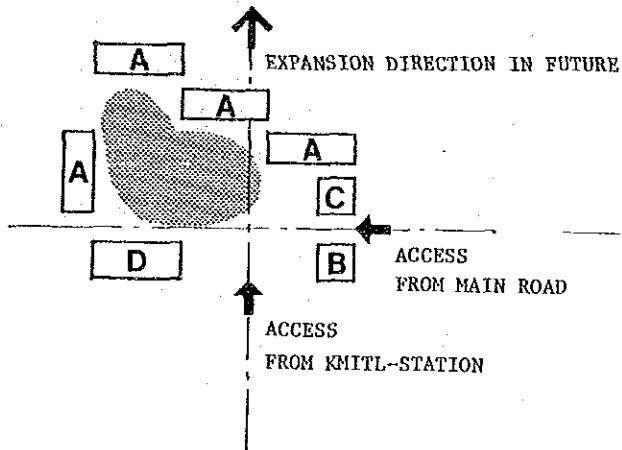 A
EXPANSION DIRECTION IN FUTURE
A
A
A
C
D
B
ACCESS
FROM MAIN ROAD
ACCESS
FROM KMITL-STATION